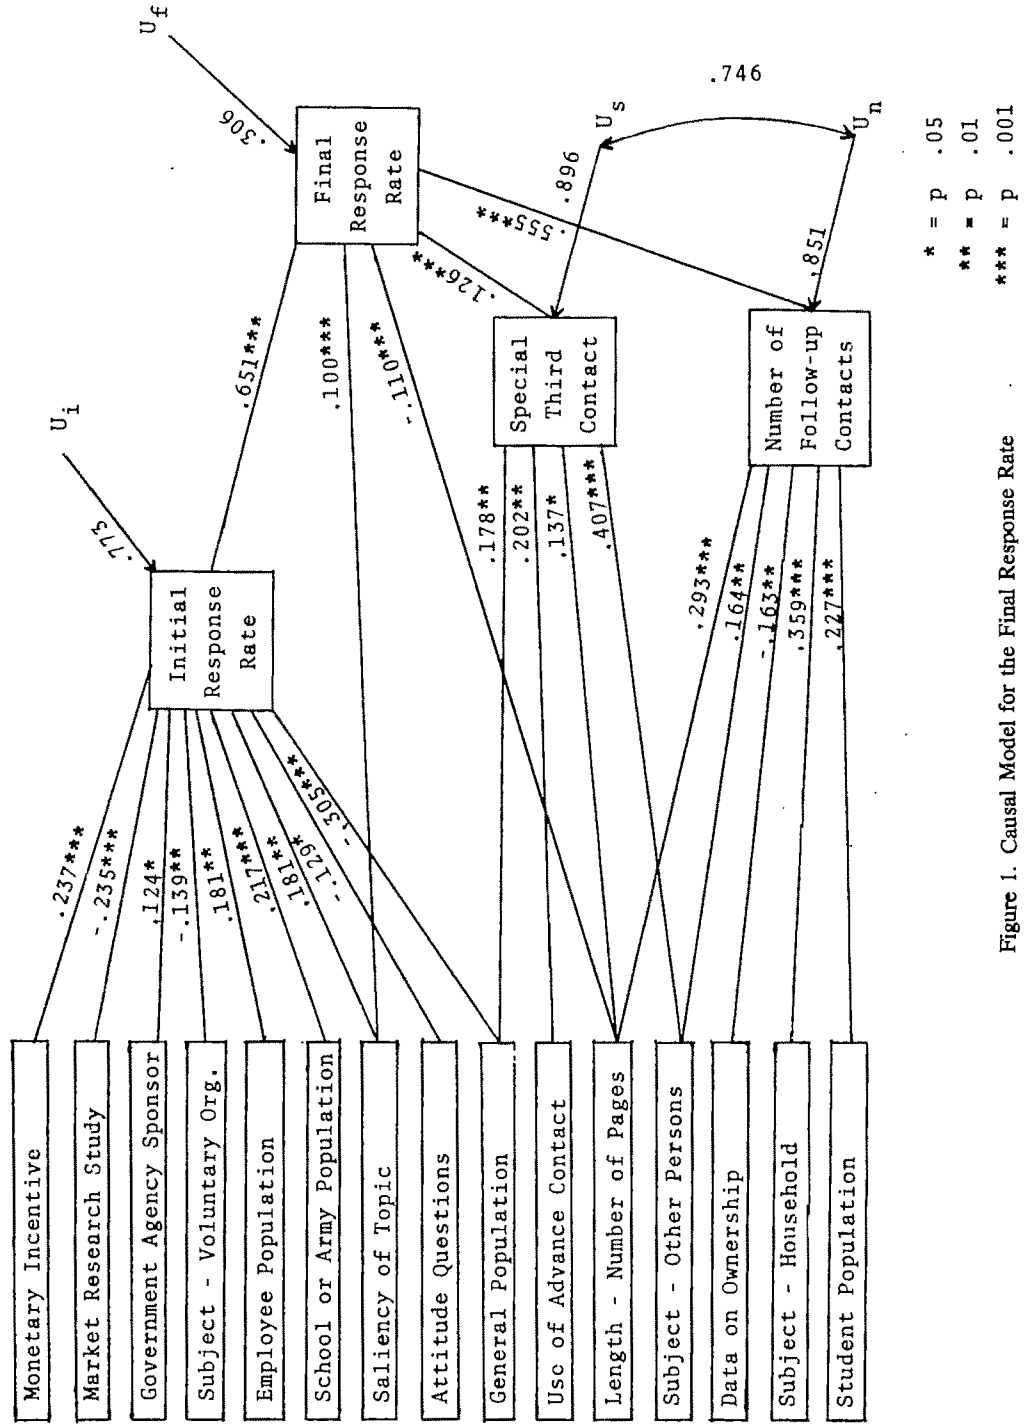 Monetary Incentive
Market Research Study
Government Agency Sponsor
Subject - Voluntary Org.
Employee Population
School or Army Population
Saliency of Topic
Attitude Questions
General Population
Use of Advance Contact
Length - Number of Pages
Subject - Other Persons
Data on Ownership
Subject - Household
Student Population
.237***
-.235***
.124*
-.139**
.181**
.217***
.181**
-.129*
-.305***
Initial
Response
Rate
.773
Ui
.651***
.100***
-.110***
.178**
.202**
.137*
.407***
.293***
.164**
-.163**
.359***
.227***
Special
Third
Contact
Number of
Follow-up
Contacts
.126***
.555***
Final
Response
Rate
.306
Uf
.896
Us
.851
Un
.746
* = p .05
** = p .01
*** = p .001
Figure 1. Causal Model for the Final Response Rate